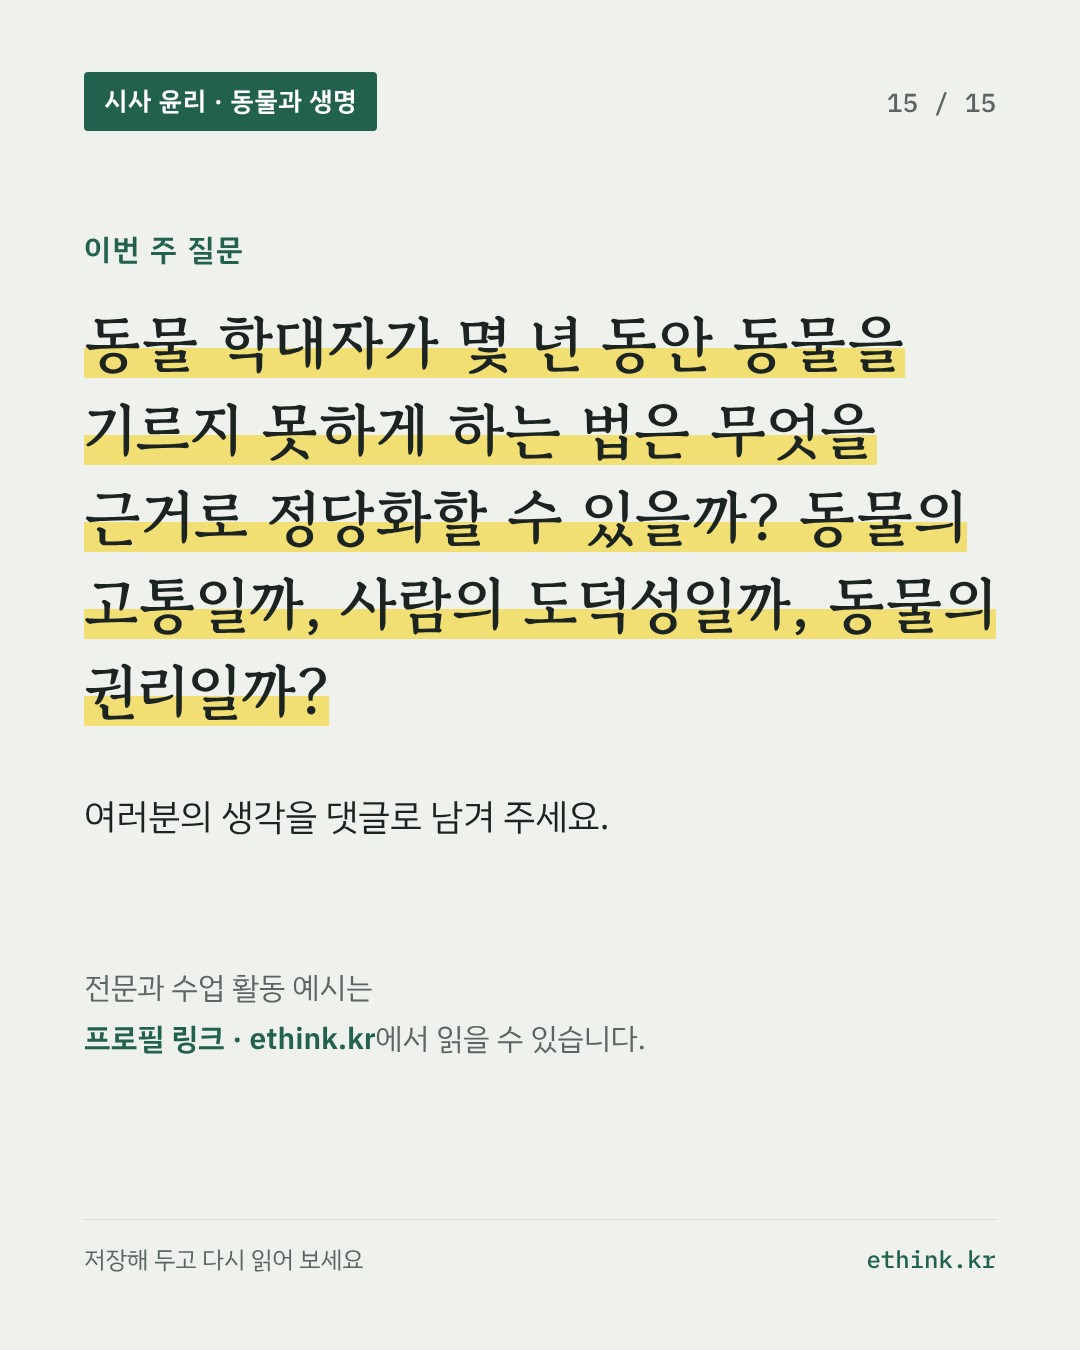 시사 윤리 · 동물과 생명
15 / 15
이번 주 질문
동물 학대자가 몇 년 동안 동물을
기르지 못하게 하는 법은 무엇을
근거로 정당화할 수 있을까? 동물의
고통일까, 사람의 도덕성일까, 동물의
권리일까?
여러분의 생각을 댓글로 남겨 주세요.
전문과 수업 활동 예시는
프로필 링크 · ethink.kr에서 읽을 수 있습니다.
저장해 두고 다시 읽어 보세요
ethink.kr